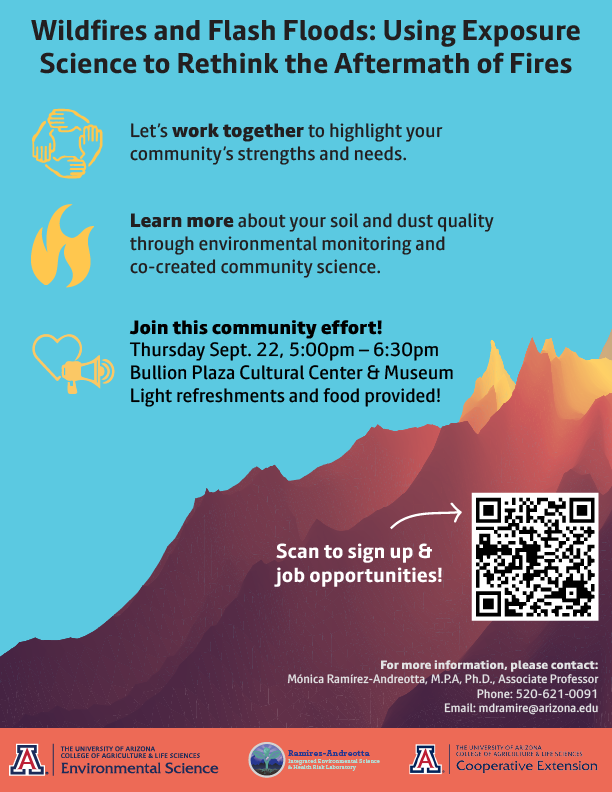 Wildfires and Flash Floods: Using Exposure
Science to Rethink the Aftermath of Fires
Let's work together to highlight your
community's strengths and needs.
Learn more about your soil and dust quality
through environmental monitoring and
co-created community science.
Join this community effort!
Thursday Sept. 22, 5:00pm – 6:30pm
Bullion Plaza Cultural Center & Museum
Light refreshments and food provided!
Scan to sign up &
job opportunities!
For more information, please contact:
Mónica Ramírez-Andreotta, M.P.A, Ph.D., Associate Professor
Phone: 520-621-0091
Email: mdramire@arizona.edu
A
THE UNIVERSITY OF ARIZONA
COLLEGE OF AGRICULTURE & LIFE SCIENCES
Environmental Science
Ramírez-Andreotta
Integrated Environmental Science
& Health Risk Laboratory
A
THE UNIVERSITY OF ARIZONA
COLLEGE OF AGRICULTURE & LIFE SCIENCES
Cooperative Extension